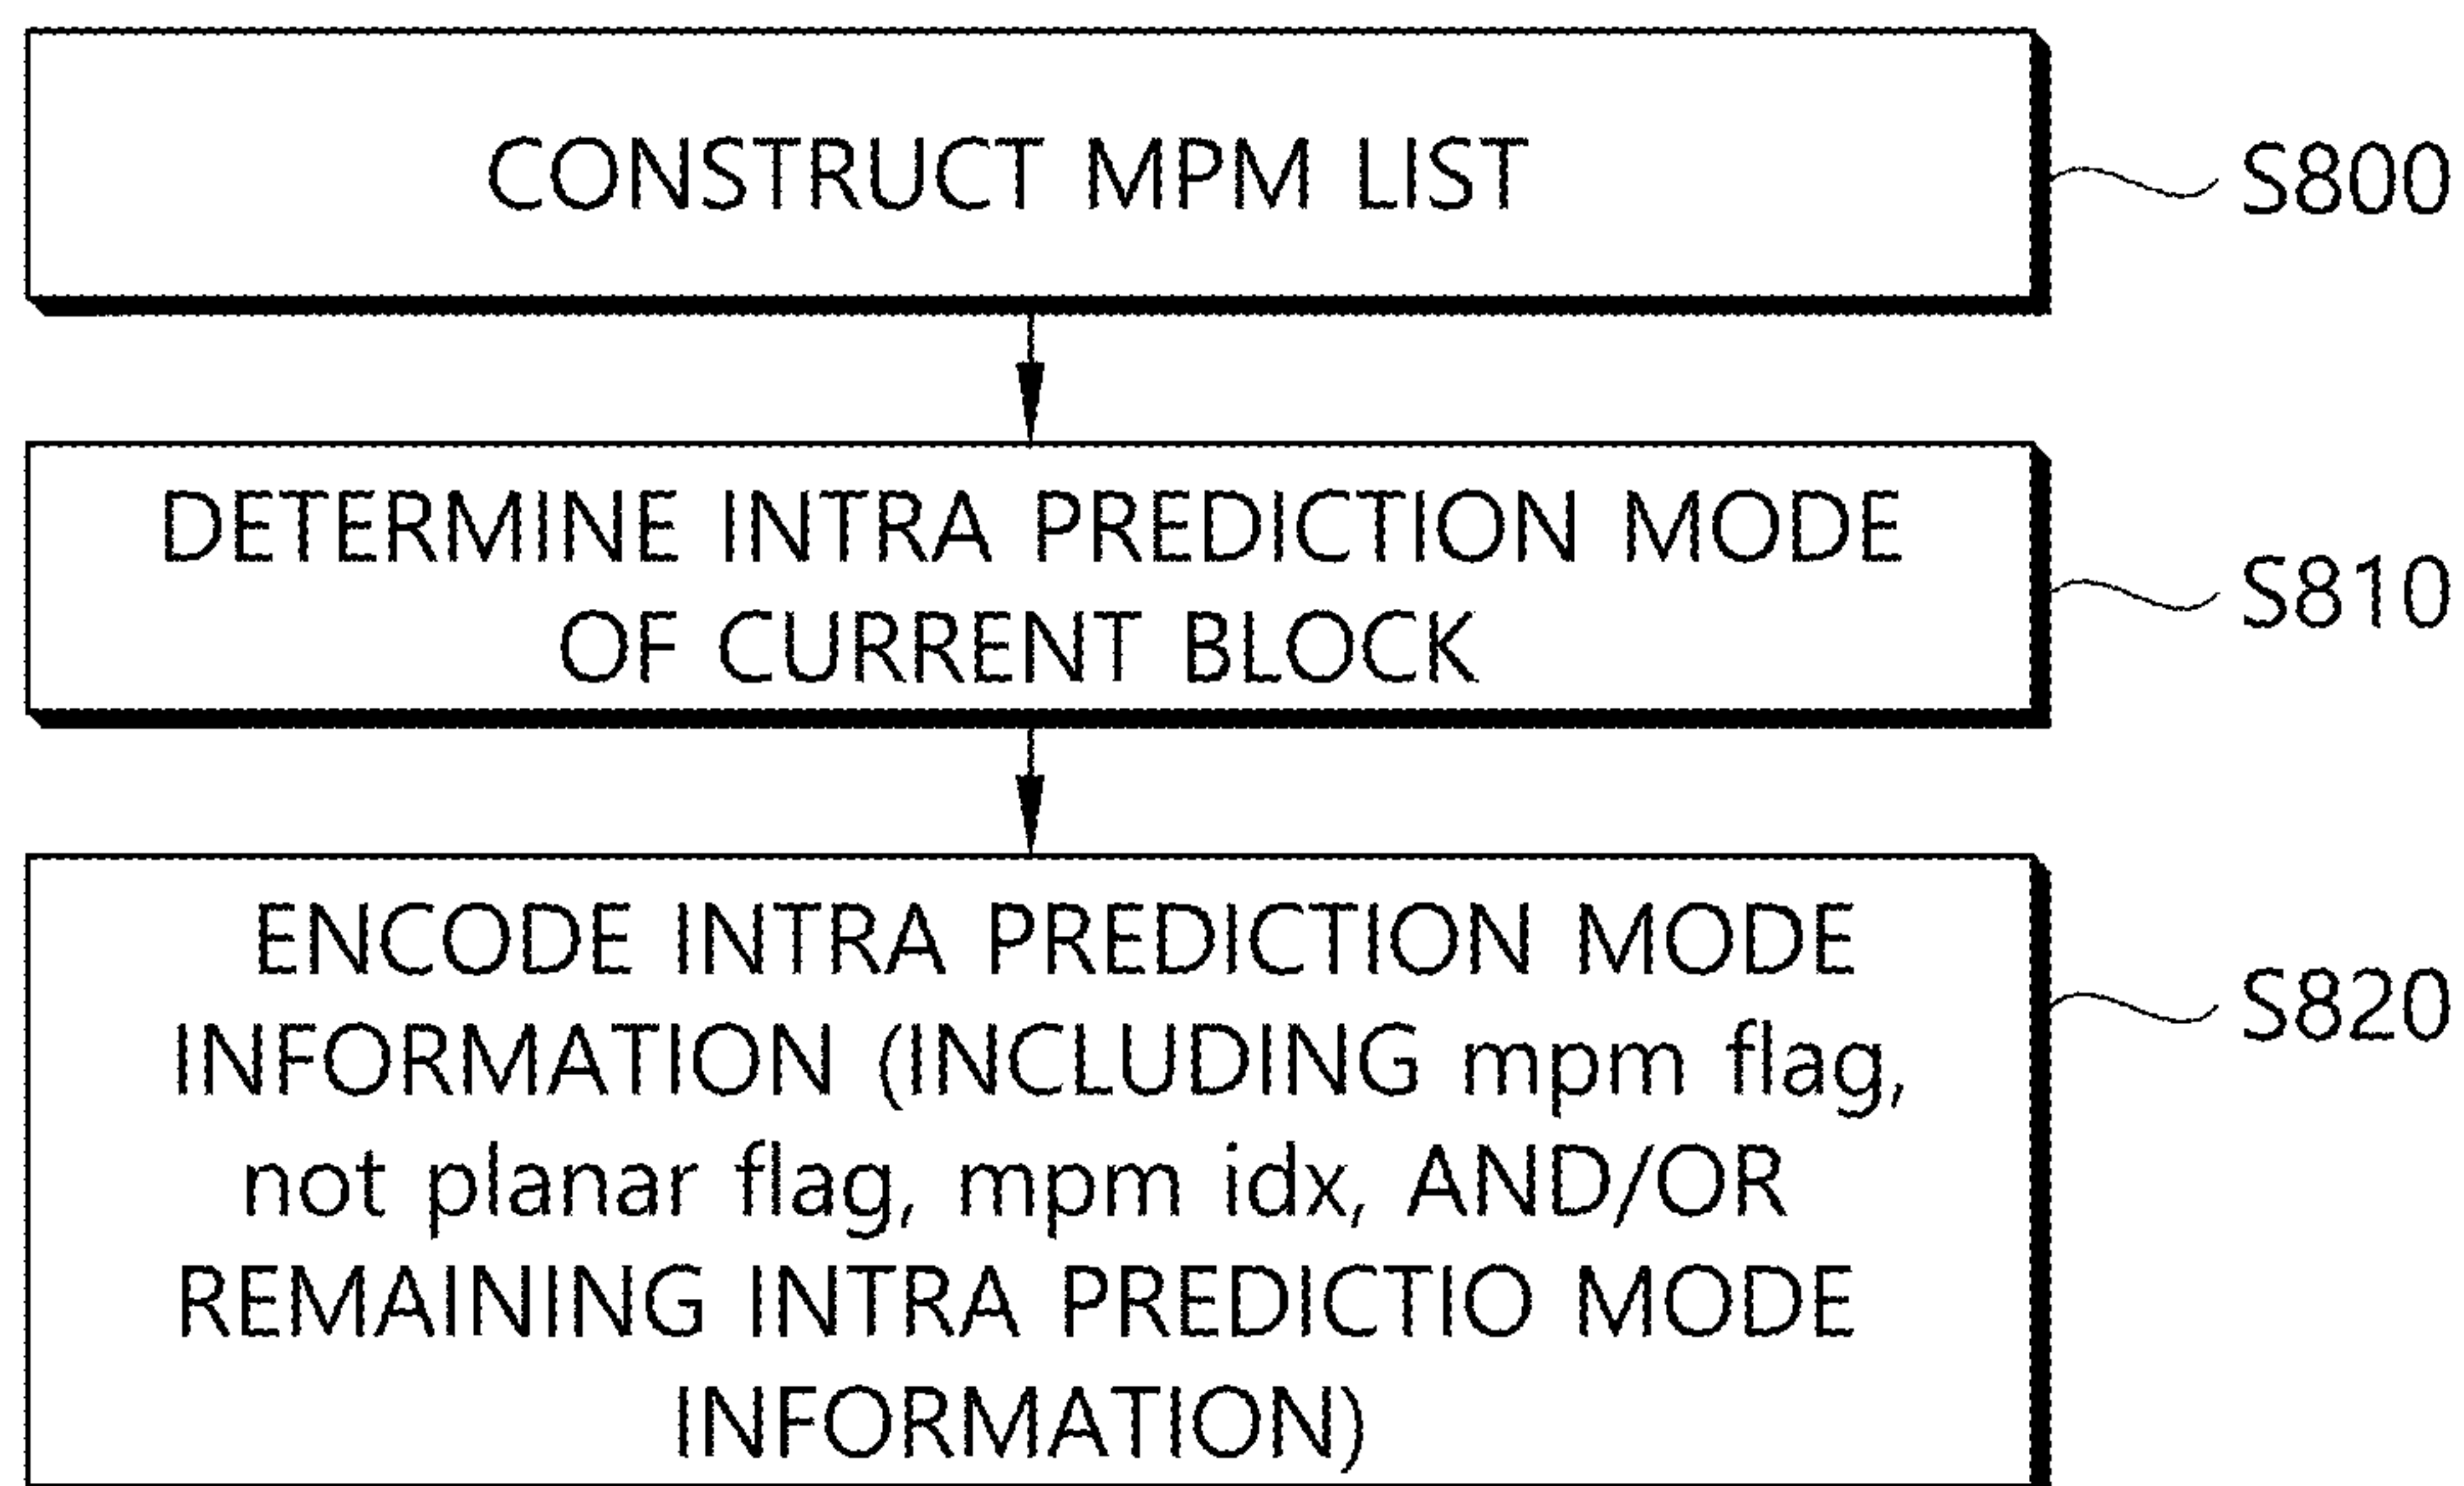 CONSTRUCT MPM LIST
S800
DETERMINE INTRA PREDICTION MODE
OF CURRENT BLOCK
S810
ENCODE INTRA PREDICTION MODE
INFORMATION (INCLUDING mpm flag,
not planar flag, mpm idx, AND/OR
REMAINING INTRA PREDICTIO MODE
INFORMATION)
S820